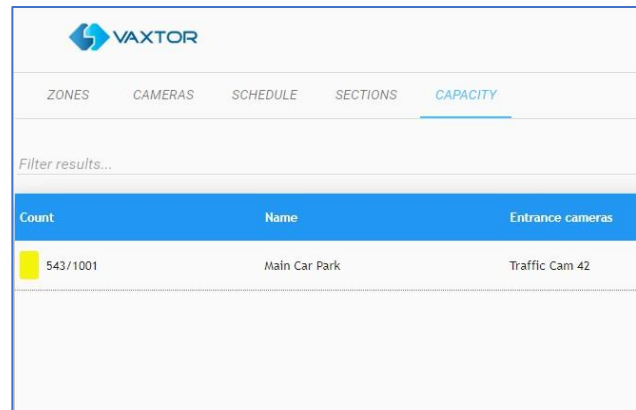 VAXTOR
ZONES CAMERAS SCHEDULE SECTIONS CAPACITY
Filter results...
Count Name Entrance cameras
543/1001 Main Car Park Traffic Cam 42